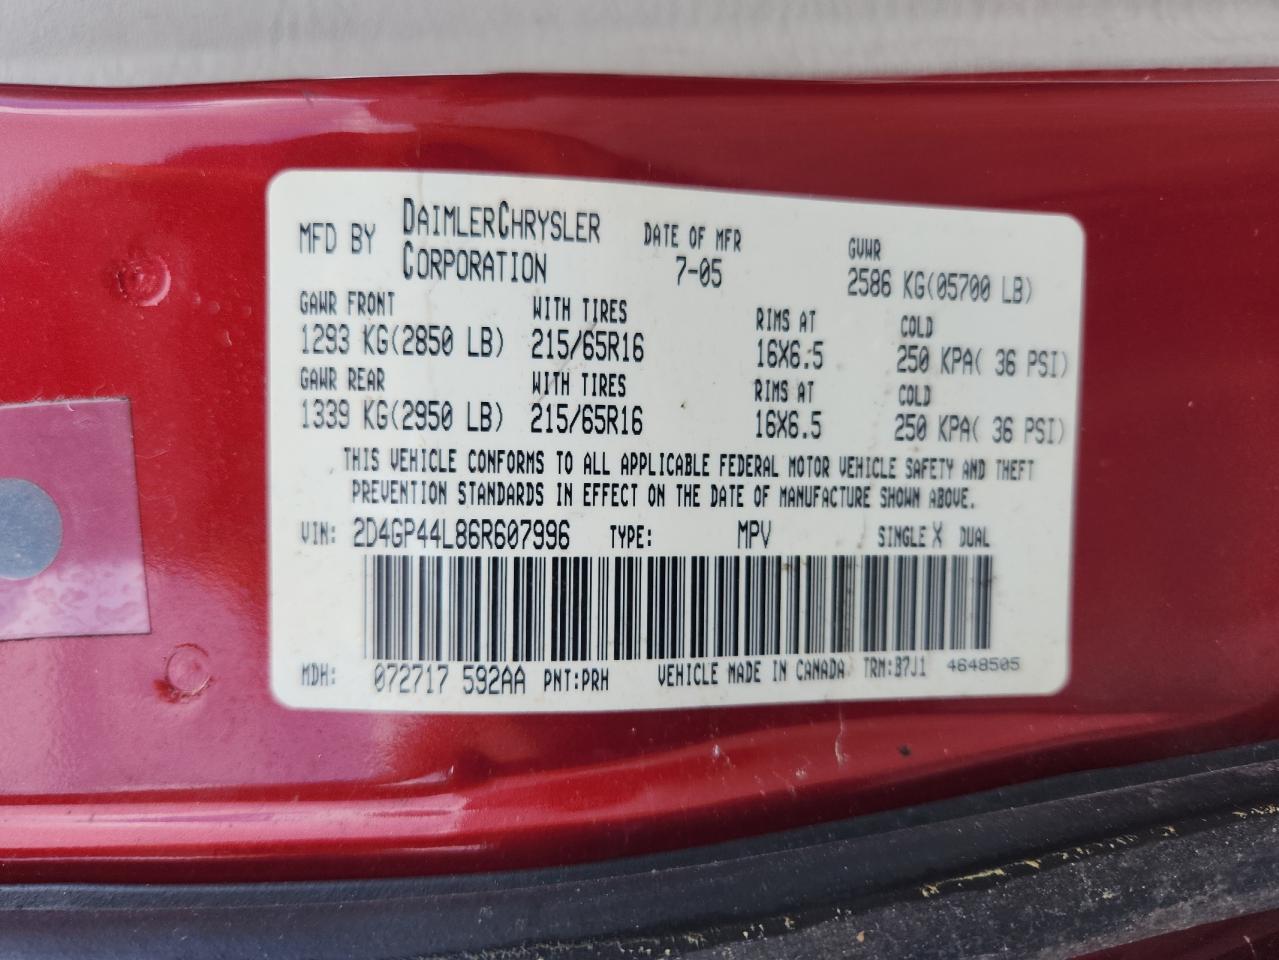 MFD BY DAIMLERCHRYSLER CORPORATION DATE OF MFR 7-05 GVWR 2586 KG(05700 LB)
GAWR FRONT WITH TIRES RIMS AT COLD
1293 KG(2850 LB) 215/65R16 16X6.5 250 KPA( 36 PSI)
GAWR REAR WITH TIRES RIMS AT COLD
1339 KG(2950 LB) 215/65R16 16X6.5 250 KPA( 36 PSI)
THIS VEHICLE CONFORMS TO ALL APPLICABLE FEDERAL MOTOR VEHICLE SAFETY AND THEFT
PREVENTION STANDARDS IN EFFECT ON THE DATE OF MANUFACTURE SHOWN ABOVE.
VIN: 2D4GP44L86R607996 TYPE: MPV SINGLE X DUAL
MDH: 072717 592AA PNT:PRH VEHICLE MADE IN CANADA TRM:B7J1 4648505